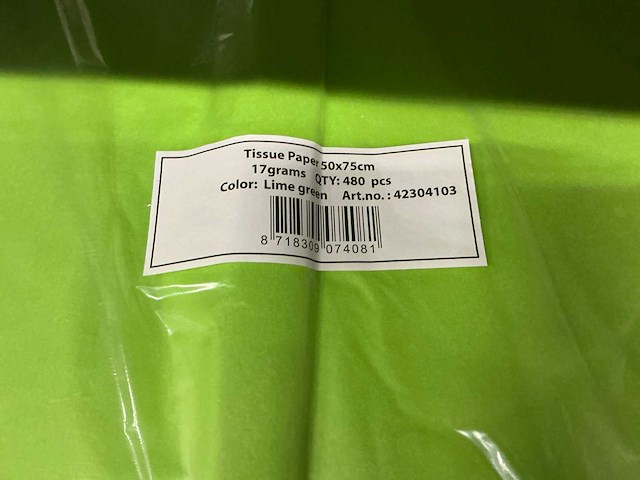 Tissue Paper 50x75cm
17grams QTY: 480 pcs
Color: Lime green Art.no. : 42304103
8 718309 074081